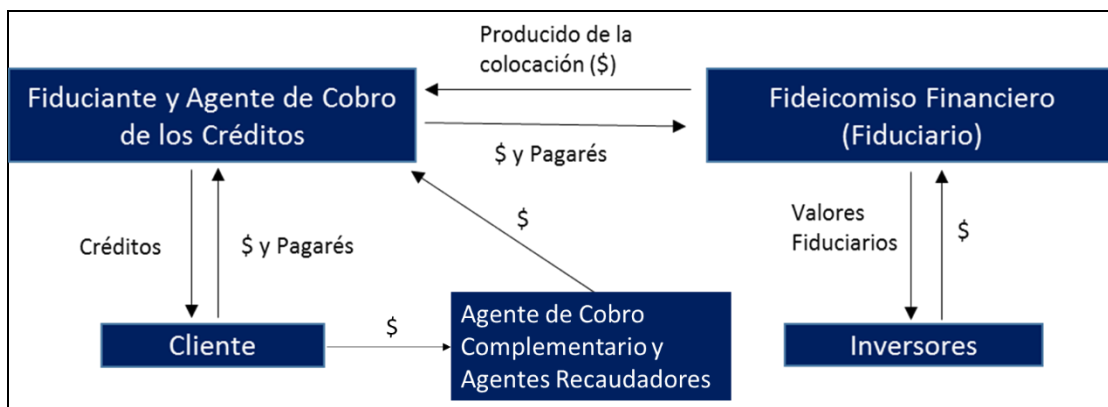 Producido de la
colocación ($)
Fiduciante y Agente de Cobro
de los Créditos
Fideicomiso Financiero
(Fiduciario)
$ y Pagarés
Créditos
$ y Pagarés
$
Valores
Fiduciarios
$
Cliente
$
Agente de Cobro
Complementario y
Agentes Recaudadores
Inversores